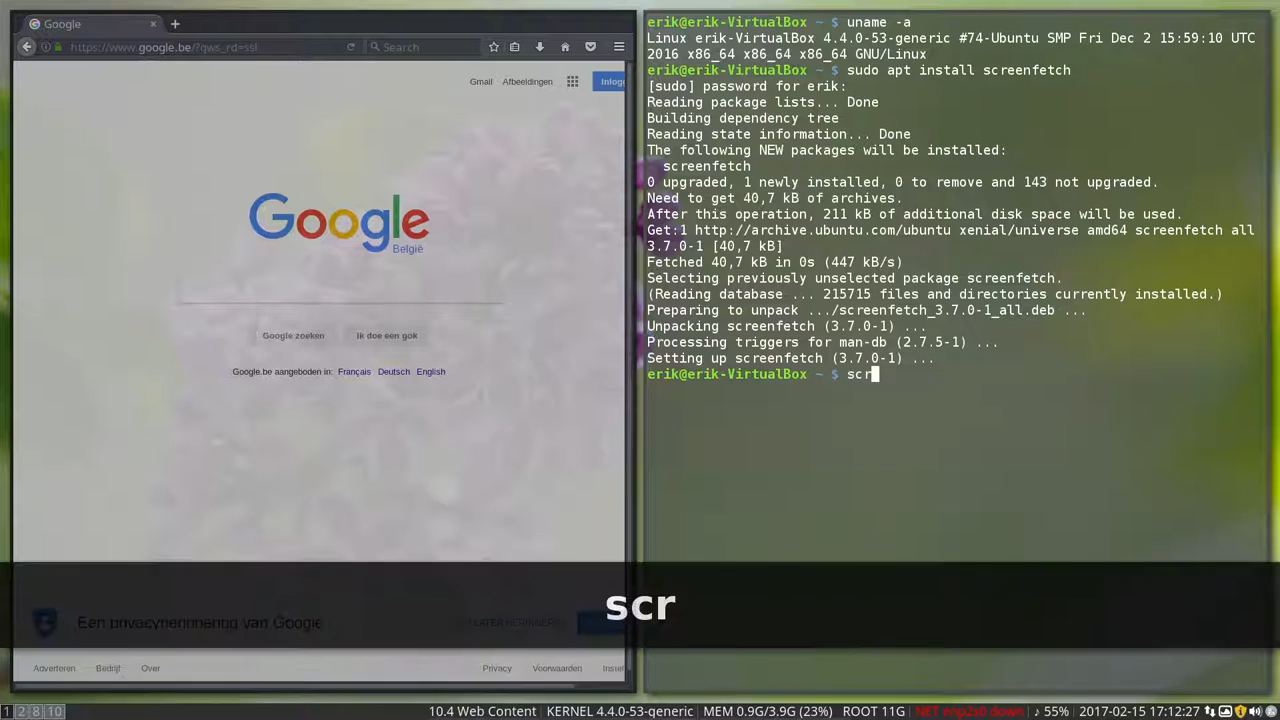 Google
https://www.google.be/?gws_rd=ssl
Search
Gmail Afbeeldingen
Google
België
Google zoeken Ik doe een gok
Google.be aangeboden in: Français Deutsch English
Een privacyherinnering van Google
Adverteren Bedrijf Over
Privacy Voorwaarden
erik@erik-VirtualBox ~ $ uname -a
Linux erik-VirtualBox 4.4.0-53-generic #74-Ubuntu SMP Fri Dec 2 15:59:10 UTC
2016 x86_64 x86_64 x86_64 GNU/Linux
erik@erik-VirtualBox ~ $ sudo apt install screenfetch
[sudo] password for erik:
Reading package lists... Done
Building dependency tree
Reading state information... Done
The following NEW packages will be installed:
screenfetch
0 upgraded, 1 newly installed, 0 to remove and 143 not upgraded.
Need to get 40,7 kB of archives.
After this operation, 211 kB of additional disk space will be used.
Get:1 http://archive.ubuntu.com/ubuntu xenial/universe amd64 screenfetch all
3.7.0-1 [40,7 kB]
Fetched 40,7 kB in 0s (447 kB/s)
Selecting previously unselected package screenfetch.
(Reading database ... 215715 files and directories currently installed.)
Preparing to unpack .../screenfetch_3.7.0-1_all.deb ...
Unpacking screenfetch (3.7.0-1) ...
Processing triggers for man-db (2.7.5-1) ...
Setting up screenfetch (3.7.0-1) ...
erik@erik-VirtualBox ~ $ scr
scr
1 2 8 10
10.4 Web Content KERNEL 4.4.0-53-generic MEM 0.9G/3.9G (23%) ROOT 11G NET enp2s0 down ♪ 55% 2017-02-15 17:12:27